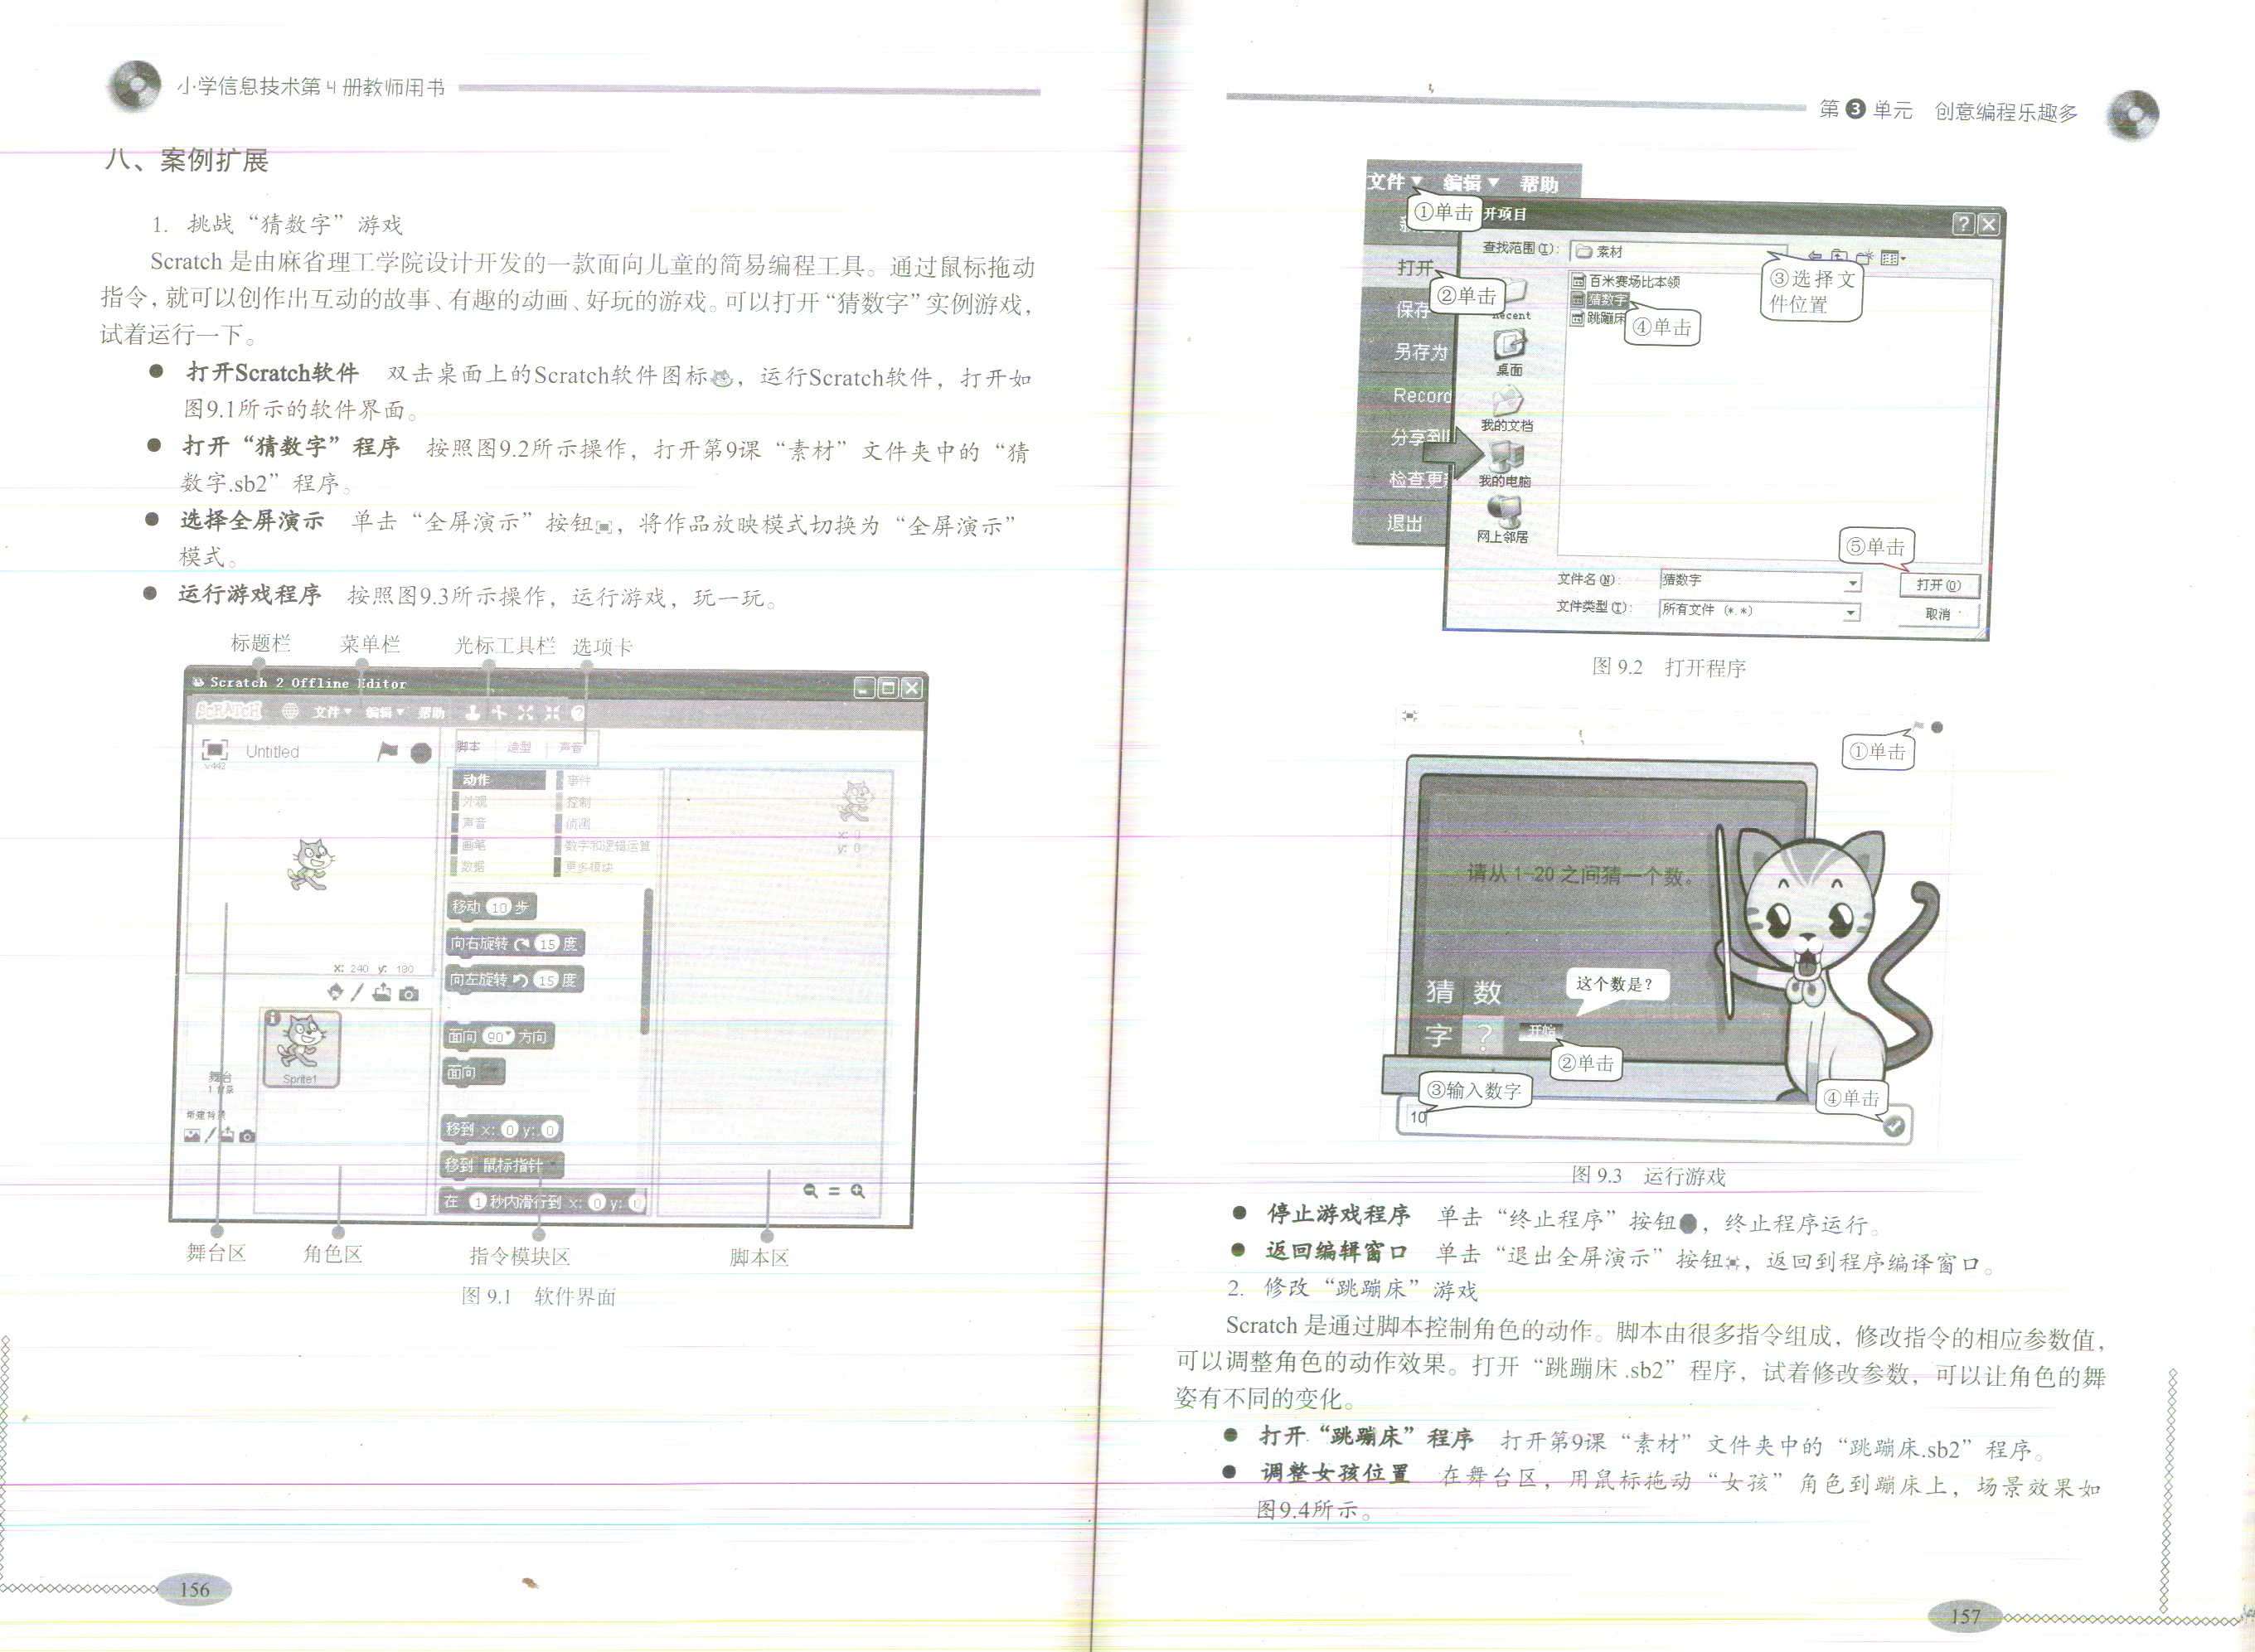 小学信息技术第4册教师用书
八、案例扩展
1. 挑战“猜数字”游戏
Scratch 是由麻省理工学院设计开发的一款面向儿童的简易编程工具。通过鼠标拖动
指令，就可以创作出互动的故事、有趣的动画、好玩的游戏。可以打开“猜数字”实例游戏，
试着运行一下。
● 打开Scratch软件 双击桌面上的Scratch软件图标，运行Scratch软件，打开如
图9.1所示的软件界面。
● 打开“猜数字”程序 按照图9.2所示操作，打开第9课“素材”文件夹中的“猜
数字.sb2”程序。
● 选择全屏演示 单击“全屏演示”按钮，将作品放映模式切换为“全屏演示”
模式。
● 运行游戏程序 按照图9.3所示操作，运行游戏，玩一玩。
标题栏 菜单栏 光标工具栏 选项卡
Scratch 2 Offline Editor
SCRATCH 文件 编辑 帮助
Untitled
v442
脚本 造型 声音
动作 事件
外观 控制
声音 侦测
画笔 数字和逻辑运算
数据 更多模块
x: 0
y: 0
移动 10 步
向右旋转 15 度
向左旋转 15 度
x: 240 y: 180
面向 90 方向
面向
Sprite1
舞台
1 背景
新建背景
移到 x: 0 y: 0
移到 鼠标指针
在 1 秒内滑行到 x: 0 y: 0
舞台区 角色区 指令模块区 脚本区
图 9.1 软件界面
156
第3单元 创意编程乐趣多
文件 编辑 帮助
①单击
开项目
查找范围(I): 素材
打开
②单击
③选择文
件位置
百米赛场比本领
猜数字
跳蹦床
④单击
保存
Recent
另存为
桌面
Record
我的文档
分享到
检查更
我的电脑
退出
网上邻居
⑤单击
文件名(N): 猜数字 打开(O)
文件类型(T): 所有文件 (*.*) 取消
图 9.2 打开程序
①单击
请从 1-20 之间猜一个数。
猜 数
字 ?
这个数是?
开始
②单击
③输入数字
④单击
10
图 9.3 运行游戏
● 停止游戏程序 单击“终止程序”按钮，终止程序运行。
● 返回编辑窗口 单击“退出全屏演示”按钮，返回到程序编译窗口。
2. 修改“跳蹦床”游戏
Scratch 是通过脚本控制角色的动作。脚本由很多指令组成，修改指令的相应参数值，
可以调整角色的动作效果。打开“跳蹦床 .sb2”程序，试着修改参数，可以让角色的舞
姿有不同的变化。
● 打开“跳蹦床”程序 打开第9课“素材”文件夹中的“跳蹦床.sb2”程序。
● 调整女孩位置 在舞台区，用鼠标拖动“女孩”角色到蹦床上，场景效果如
图9.4所示。
157